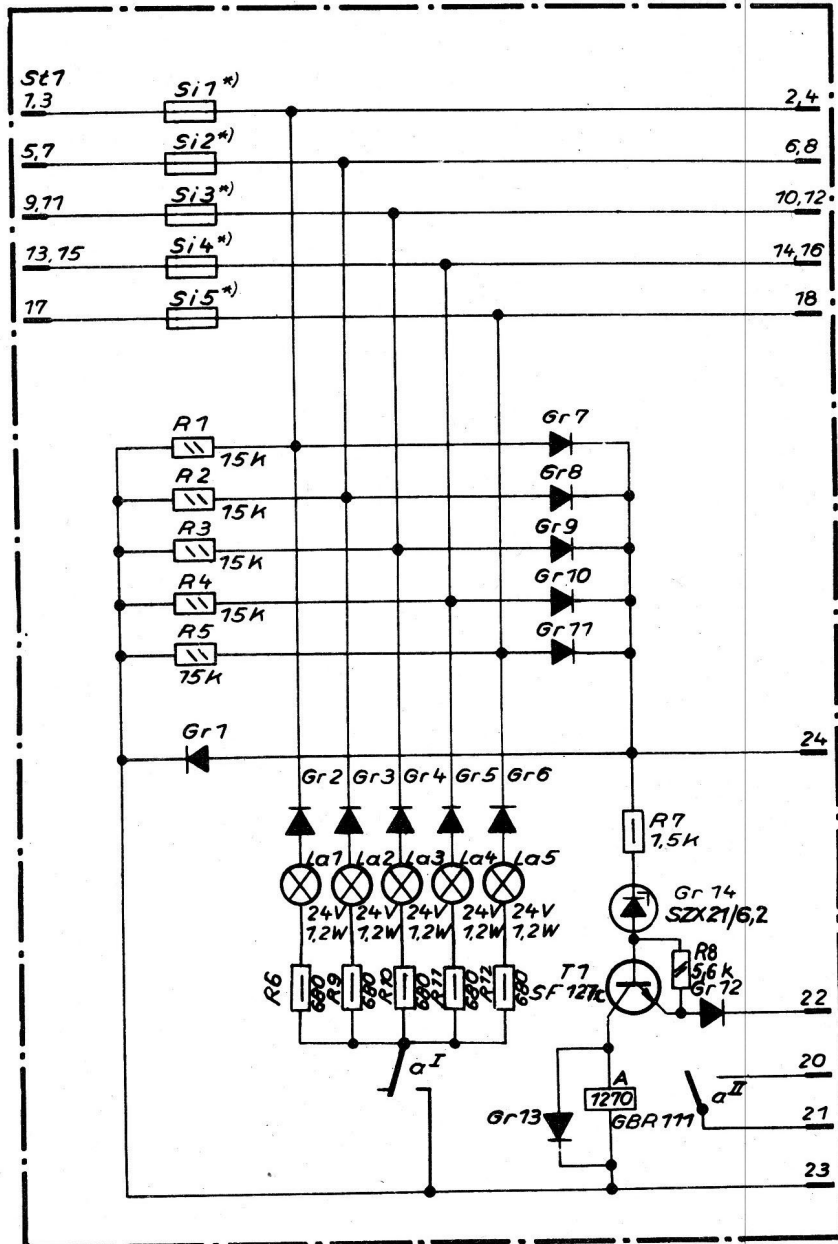 St1
1,3
Si1*)
2,4
5,7
Si2*)
6,8
9,11
Si3*)
10,12
13,15
Si4*)
14,16
17
Si5*)
18
R1
15K
Gr7
R2
15K
Gr8
R3
15K
Gr9
R4
15K
Gr10
R5
15K
Gr11
Gr1
24
Gr2 Gr3 Gr4 Gr5 Gr6
R7
1,5K
La1 La2 La3 La4 La5
24V 24V 24V 24V 24V
1,2W 1,2W 1,2W 1,2W 1,2W
Gr14
SZX21/6,2
R6 680 R9 680 R10 680 R11 680 R12 680
T1
R8
5,6K
Gr12
22
a I
A
1270
GBR111
Gr13
a II
20
21
23